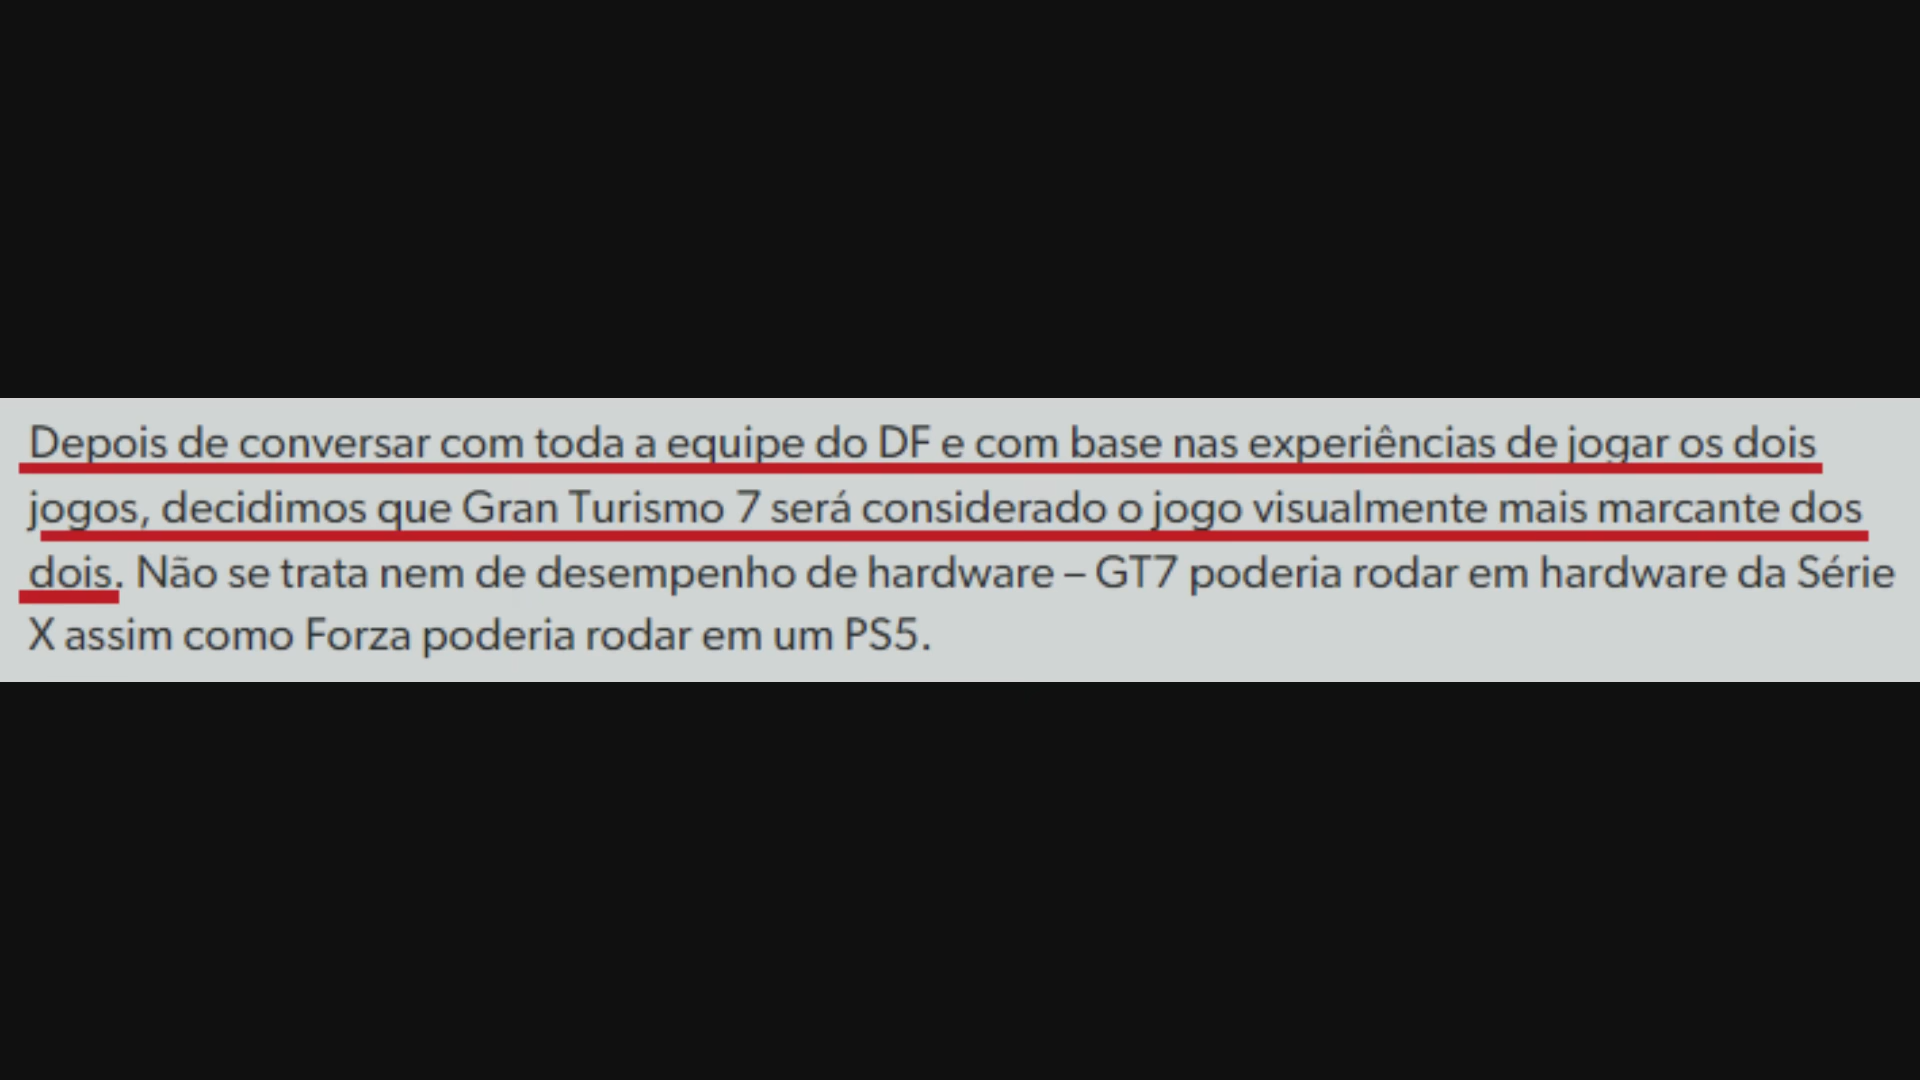 Depois de conversar com toda a equipe do DF e com base nas experiências de jogar os dois
jogos, decidimos que Gran Turismo 7 será considerado o jogo visualmente mais marcante dos
dois. Não se trata nem de desempenho de hardware – GT7 poderia rodar em hardware da Série
X assim como Forza poderia rodar em um PS5.